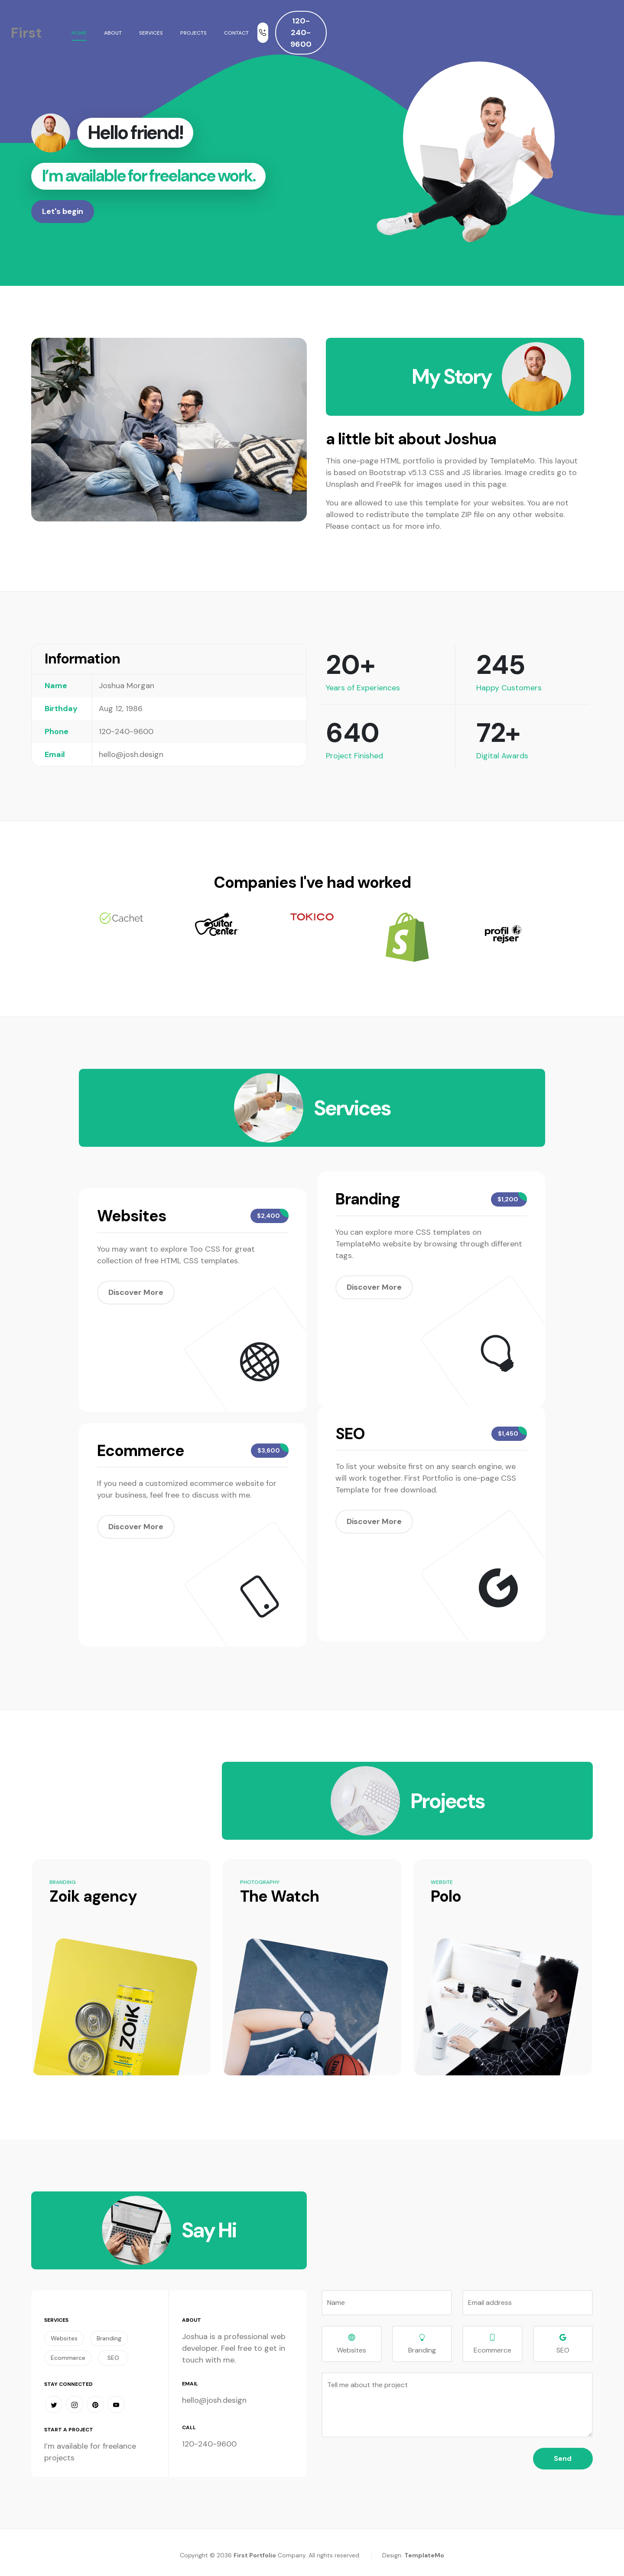 First
HOME
ABOUT
SERVICES
PROJECTS
CONTACT
120-
240-
9600
Hello friend!
I'm available for freelance work.
Let's begin
My Story
a little bit about Joshua
This one-page HTML portfolio is provided by TemplateMo. This layout
is based on Bootstrap v5.1.3 CSS and JS libraries. Image credits go to
Unsplash and FreePik for images used in this page.
You are allowed to use this template for your websites. You are not
allowed to redistribute the template ZIP file on any other website.
Please contact us for more info.
Information
Name Joshua Morgan
Birthday Aug 12, 1986
Phone 120-240-9600
Email hello@josh.design
20+
Years of Experiences
245
Happy Customers
640
Project Finished
72+
Digital Awards
Companies I've had worked
Cachet
Guitar
Center
TOKICO
S
profil
rejser
Services
Websites
$2,400
You may want to explore Too CSS for great
collection of free HTML CSS templates.
Discover More
Branding
$1,200
You can explore more CSS templates on
TemplateMo website by browsing through different
tags.
Discover More
Ecommerce
$3,600
If you need a customized ecommerce website for
your business, feel free to discuss with me.
Discover More
SEO
$1,450
To list your website first on any search engine, we
will work together. First Portfolio is one-page CSS
Template for free download.
Discover More
Projects
BRANDING
Zoik agency
ZOIK
PHOTOGRAPHY
The Watch
WEBSITE
Polo
Say Hi
SERVICES
Websites
Branding
Ecommerce
SEO
STAY CONNECTED
START A PROJECT
I'm available for freelance
projects
ABOUT
Joshua is a professional web
developer. Feel free to get in
touch with me.
EMAIL
hello@josh.design
CALL
120-240-9600
Name
Email address
Websites
Branding
Ecommerce
SEO
Tell me about the project
Send
Copyright © 2036 First Portfolio Company. All rights reserved.
Design: TemplateMo